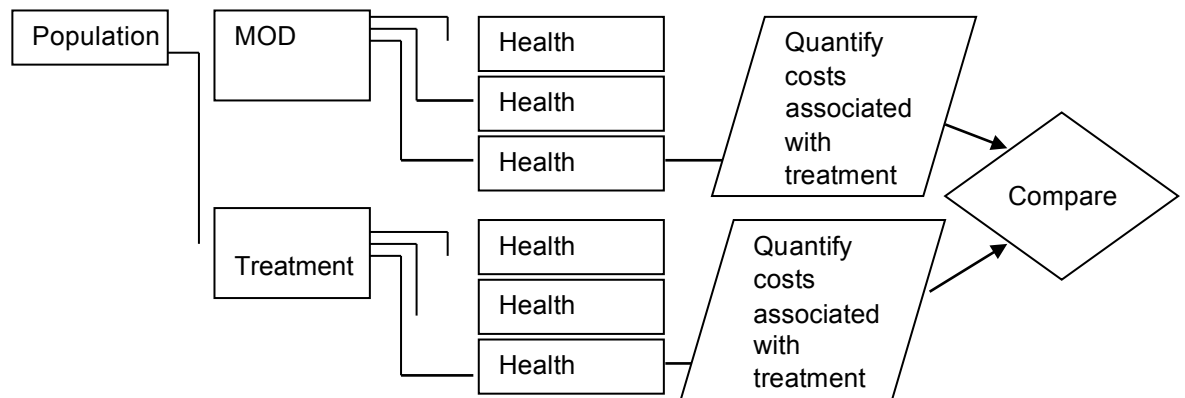 Population
MOD
Health
Health
Health
Quantify
costs
associated
with
treatment
Compare
Treatment
Health
Health
Health
Quantify
costs
associated
with
treatment